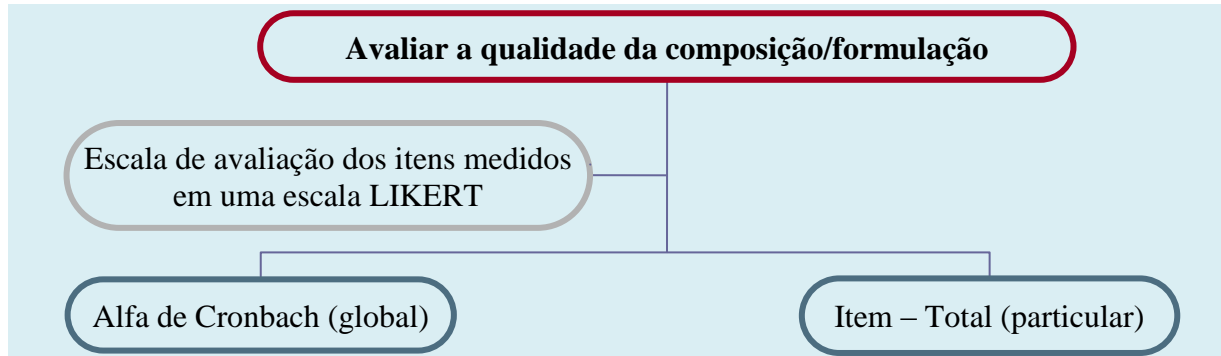 Avaliar a qualidade da composição/formulação
Escala de avaliação dos itens medidos
em uma escala LIKERT
Alfa de Cronbach (global)
Item – Total (particular)